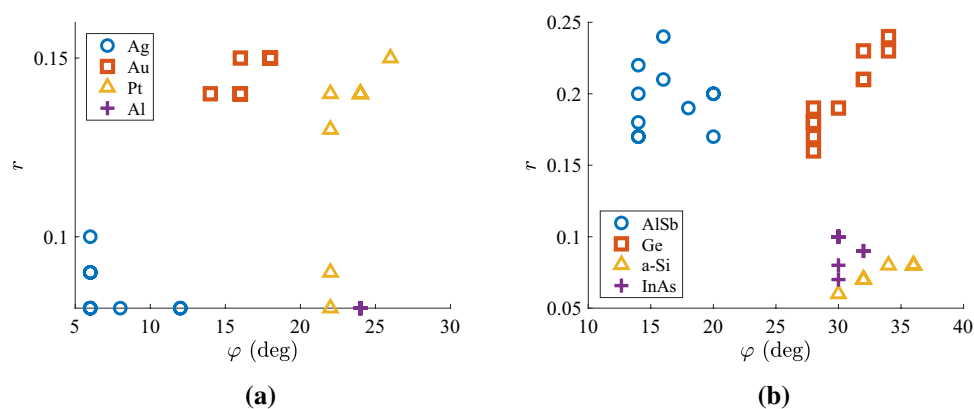 0.15
0.1
r
Ag
Au
Pt
Al
5 10 15 20 25 30
φ (deg)
(a)
0.25
0.2
0.15
0.1
0.05
r
AlSb
Ge
a-Si
InAs
10 15 20 25 30 35 40
φ (deg)
(b)